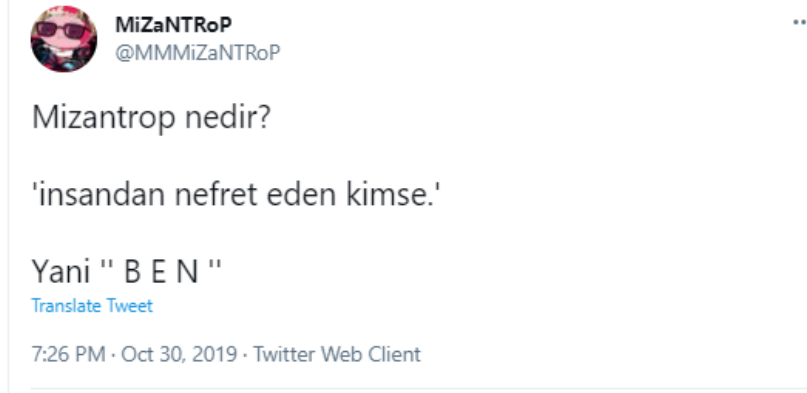 MiZaNTRoP
@MMMiZaNTRoP
Mizantrop nedir?
'insandan nefret eden kimse.'
Yani '' B E N ''
Translate Tweet
7:26 PM · Oct 30, 2019 · Twitter Web Client